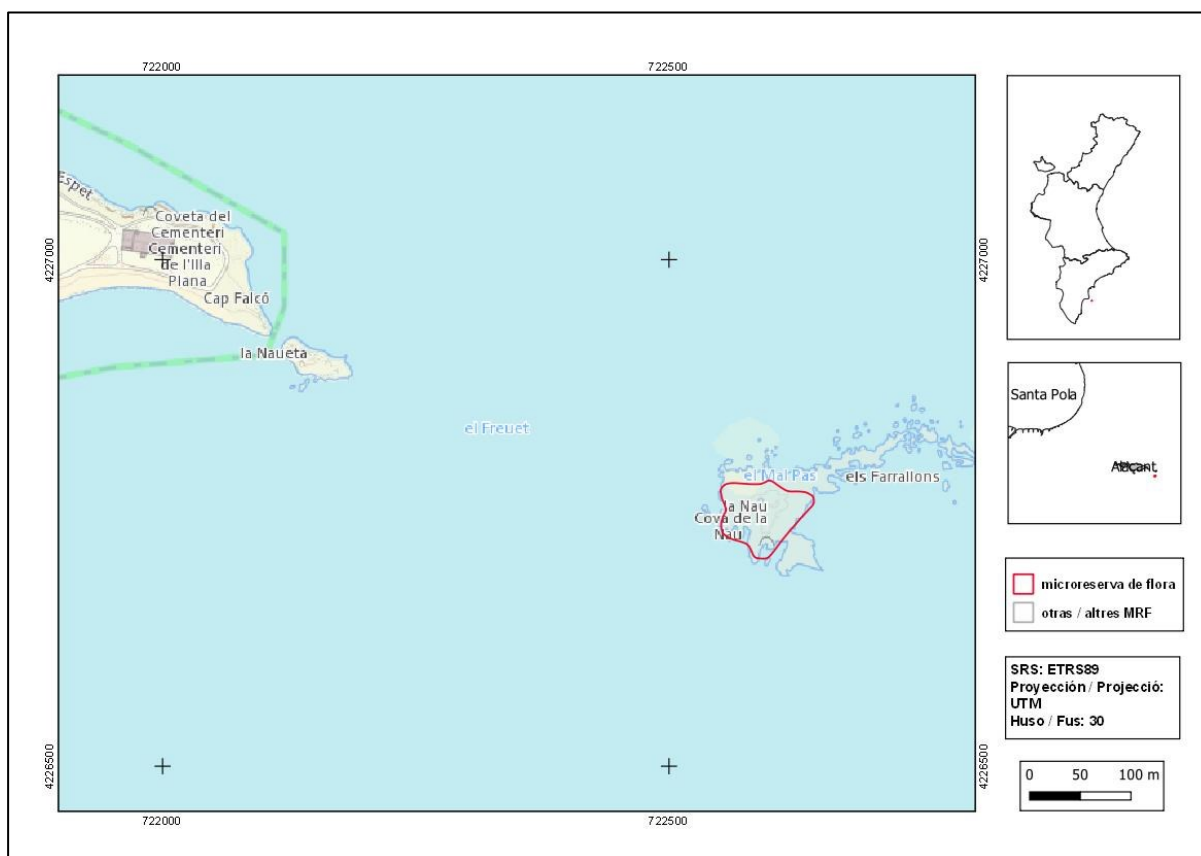 722000
722500
4227000
4227000
Espet
Coveta del
Cementeri
Cementeri
de l'Illa
Plana
Cap Falcó
la Naueta
el Freuet
el Mal Pas
els Farrallons
la Nau
Cova de la
Nau
4226500
4226500
722000
722500
Santa Pola
Alacant
microreserva de flora
otras / altres MRF
SRS: ETRS89
Proyección / Projecció:
UTM
Huso / Fus: 30
0 50 100 m